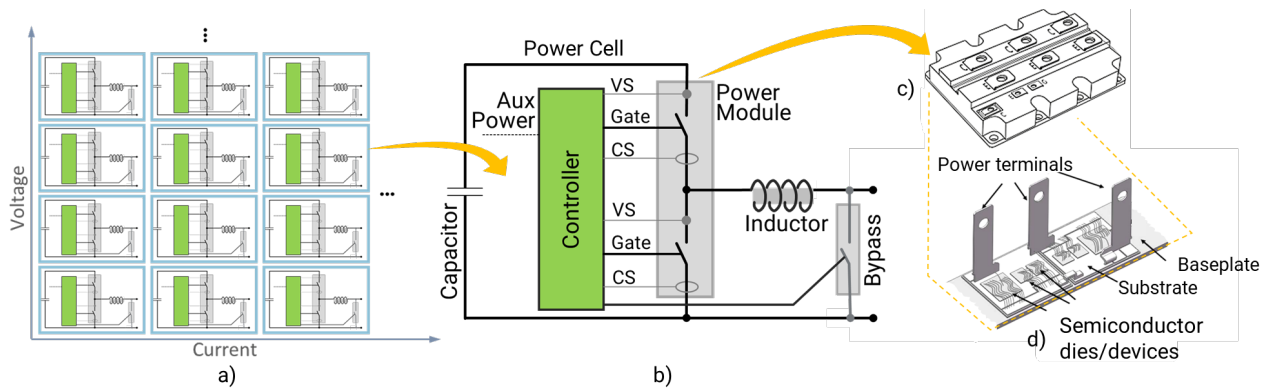 Voltage
Current
a)
Power Cell
Aux
Power
Controller
Capacitor
VS
Gate
CS
VS
Gate
CS
Power
Module
Inductor
Bypass
b)
c)
Power terminals
Baseplate
Substrate
Semiconductor
dies/devices
d)